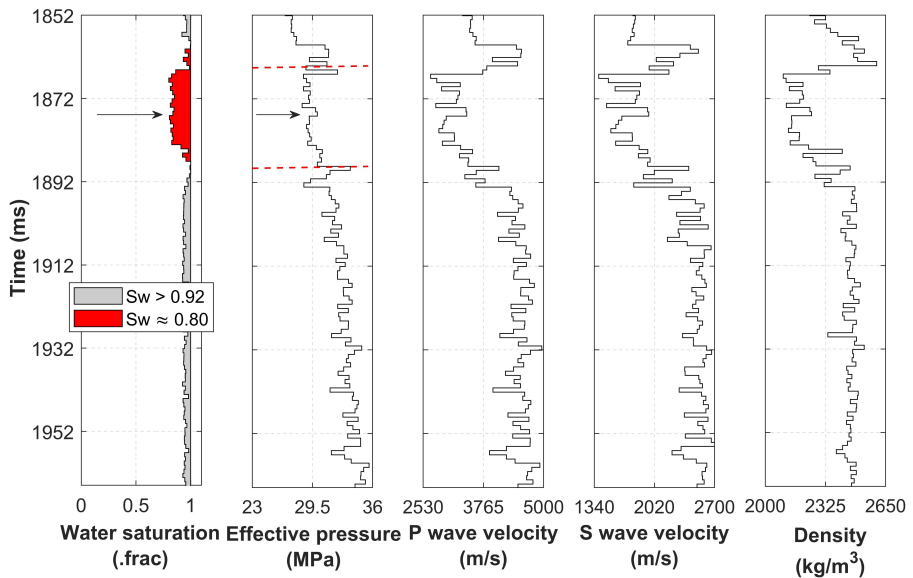 1852
1872
1892
1912
1932
1952
Time (ms)
Sw > 0.92
Sw ≈ 0.80
0 0.5 1
23 29.5 36
2530 3765 5000
1340 2020 2700
2000 2325 2650
Water saturation
(.frac)
Effective pressure
(MPa)
P wave velocity
(m/s)
S wave velocity
(m/s)
Density
(kg/m³)